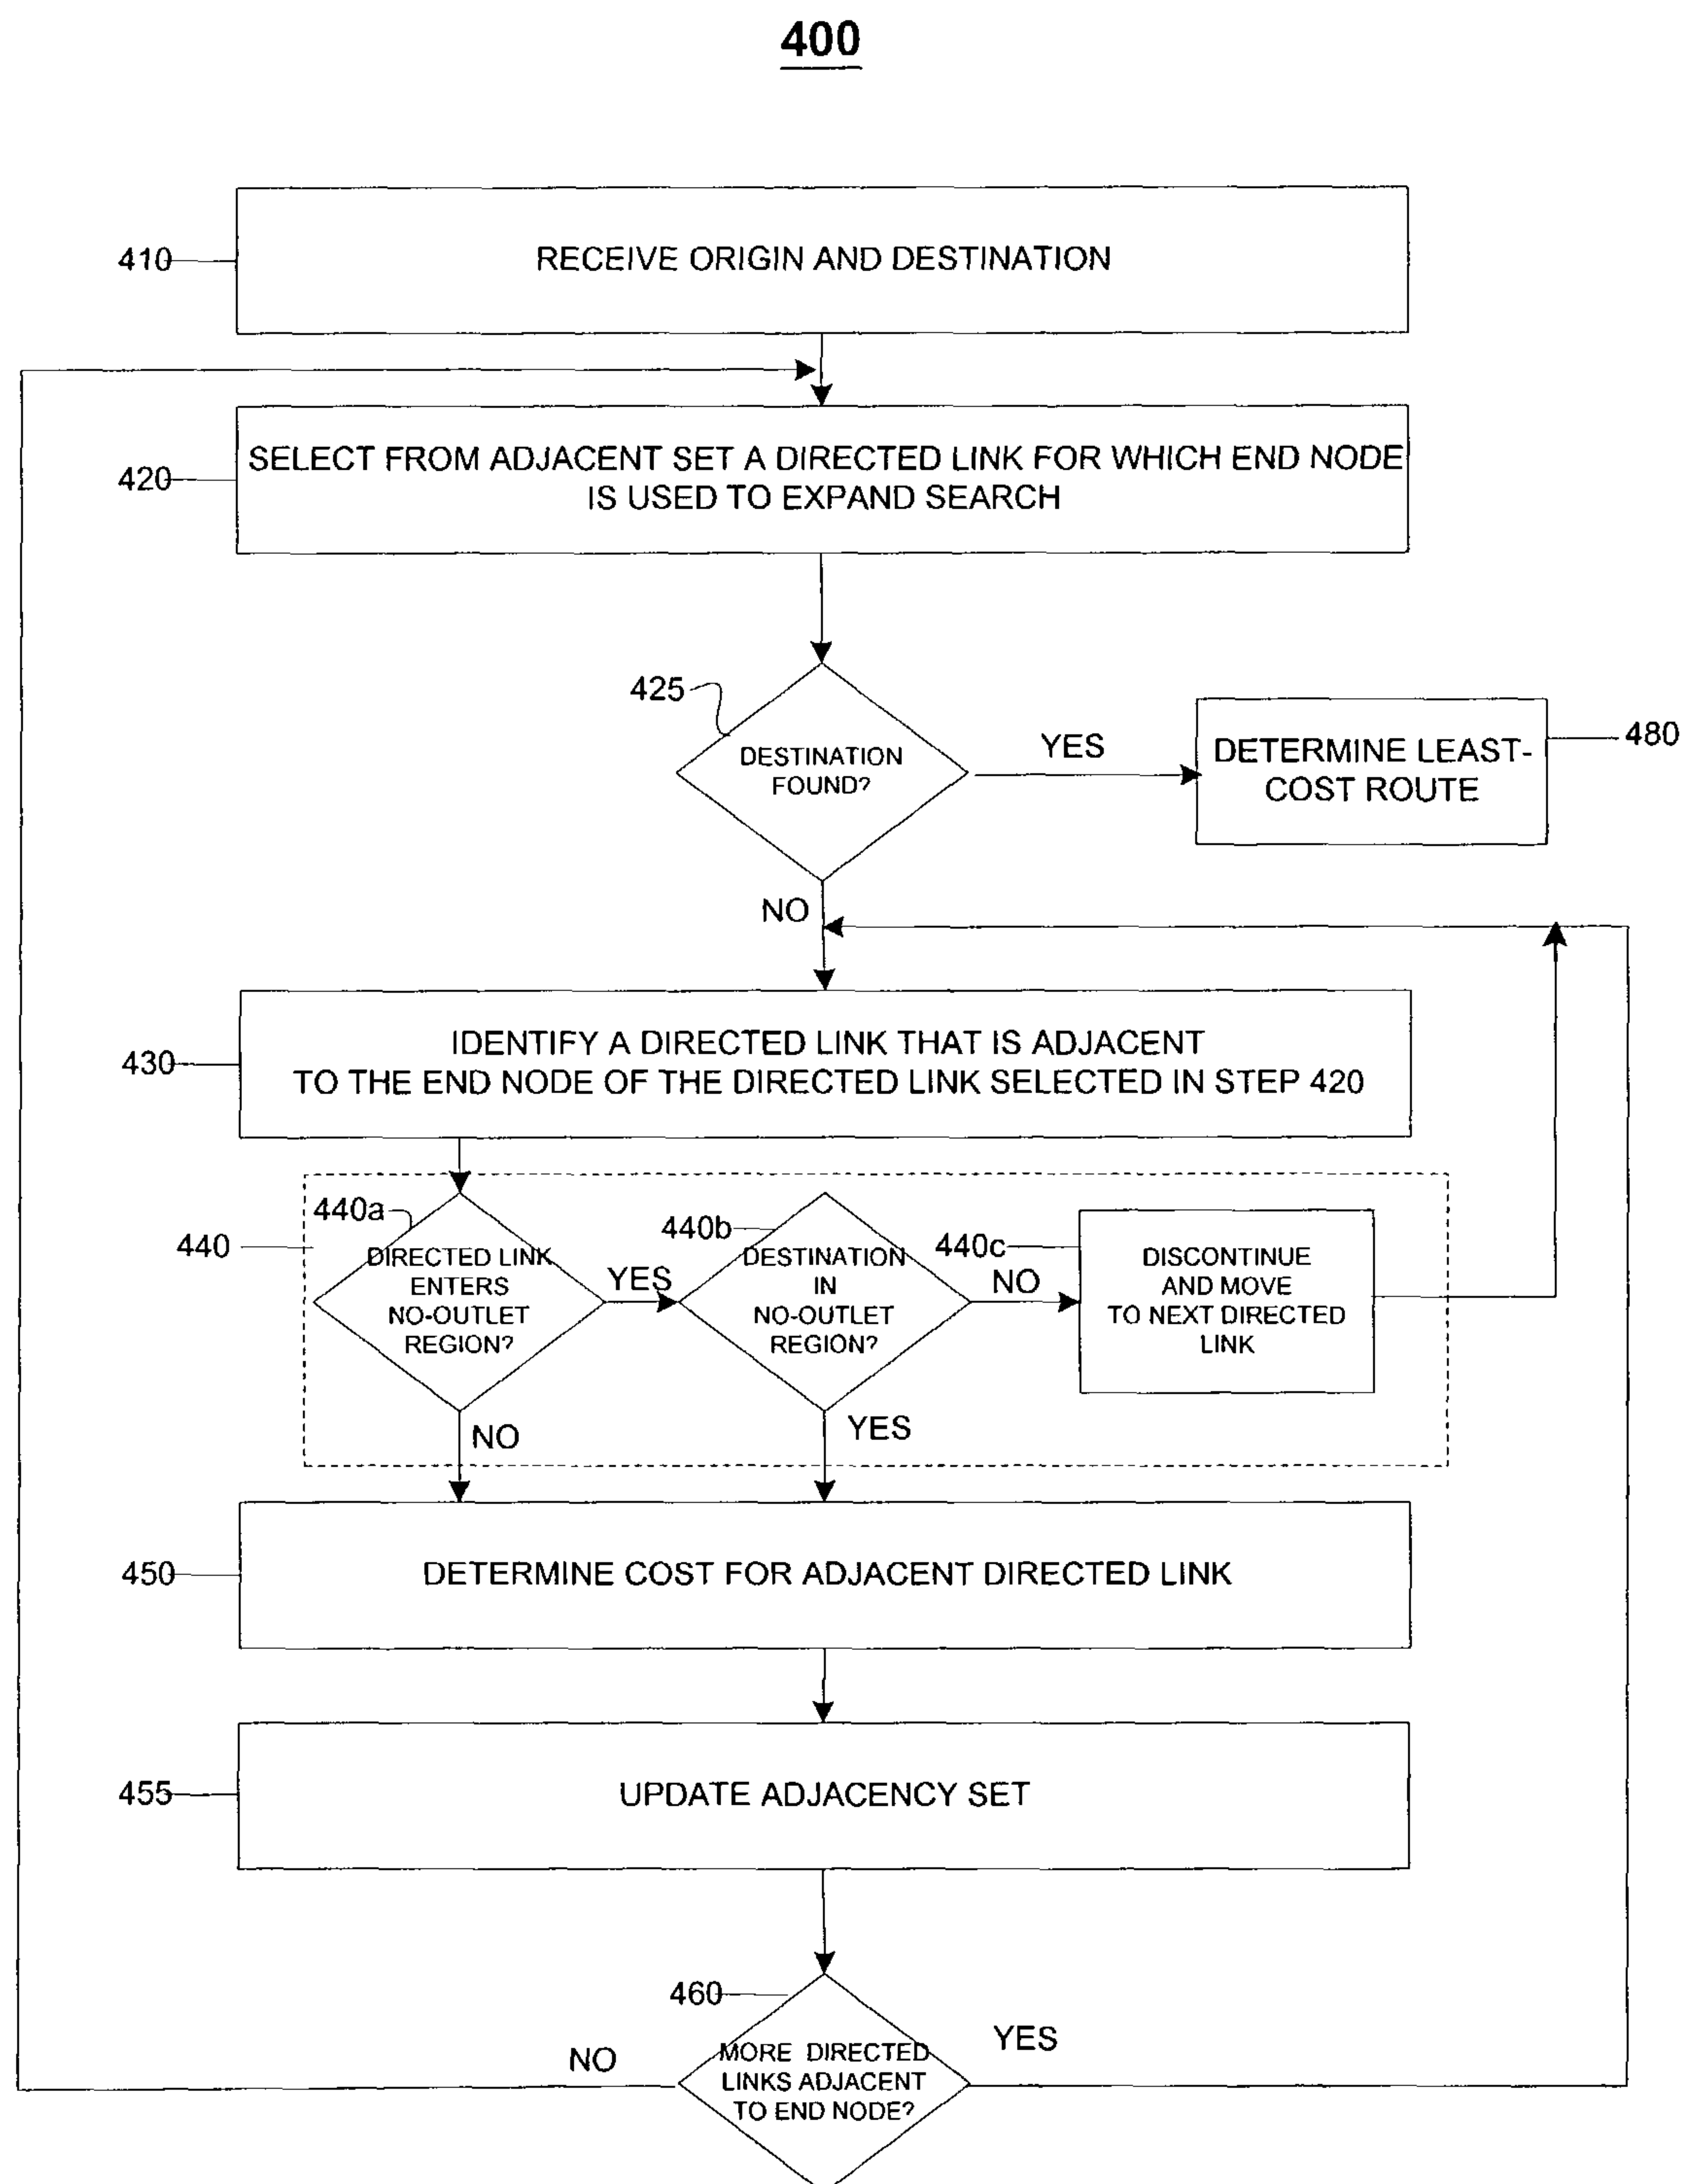 400
410
RECEIVE ORIGIN AND DESTINATION
420
SELECT FROM ADJACENT SET A DIRECTED LINK FOR WHICH END NODE
IS USED TO EXPAND SEARCH
425
DESTINATION
FOUND?
YES
DETERMINE LEAST-
COST ROUTE
480
NO
430
IDENTIFY A DIRECTED LINK THAT IS ADJACENT
TO THE END NODE OF THE DIRECTED LINK SELECTED IN STEP 420
440
440a
DIRECTED LINK
ENTERS
NO-OUTLET
REGION?
YES
440b
DESTINATION
IN
NO-OUTLET
REGION?
NO
440c
DISCONTINUE
AND MOVE
TO NEXT DIRECTED
LINK
NO
YES
450
DETERMINE COST FOR ADJACENT DIRECTED LINK
455
UPDATE ADJACENCY SET
460
MORE DIRECTED
LINKS ADJACENT
TO END NODE?
NO
YES